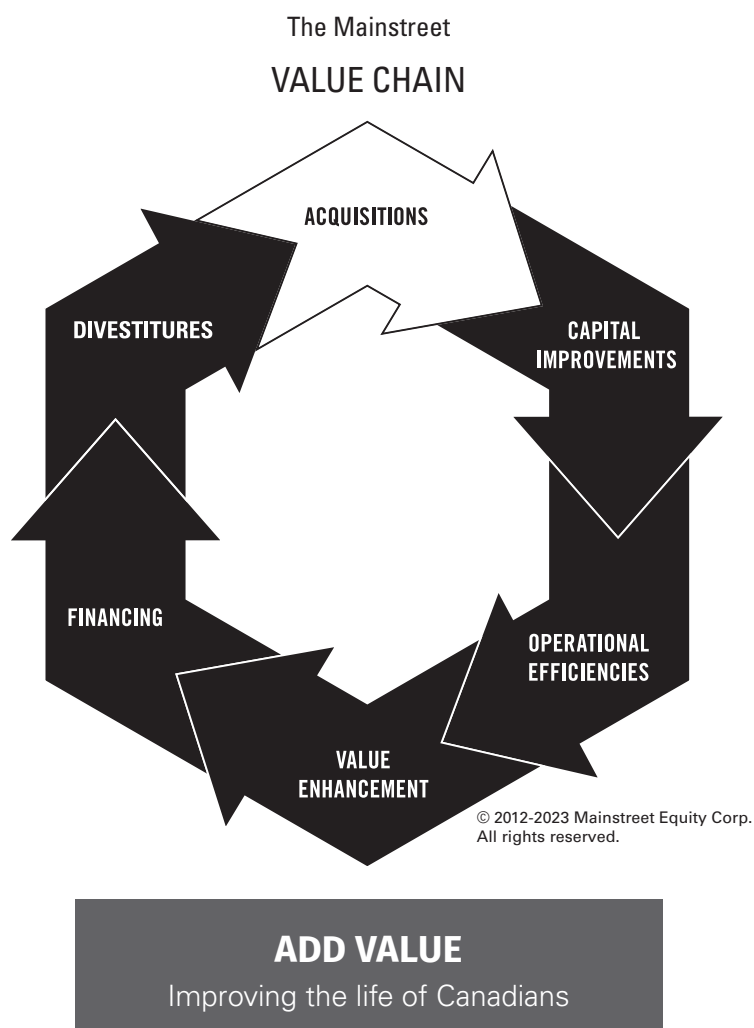 The Mainstreet
VALUE CHAIN
ACQUISITIONS
DIVESTITURES
CAPITAL
IMPROVEMENTS
FINANCING
OPERATIONAL
EFFICIENCIES
VALUE
ENHANCEMENT
© 2012-2023 Mainstreet Equity Corp.
All rights reserved.
ADD VALUE
Improving the life of Canadians